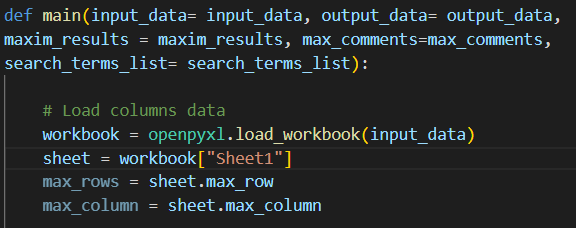 def main(input_data= input_data, output_data= output_data,
maxim_results = maxim_results, max_comments=max_comments,
search_terms_list= search_terms_list):
# Load columns data
workbook = openpyxl.load_workbook(input_data)
sheet = workbook["Sheet1"]
max_rows = sheet.max_row
max_column = sheet.max_column